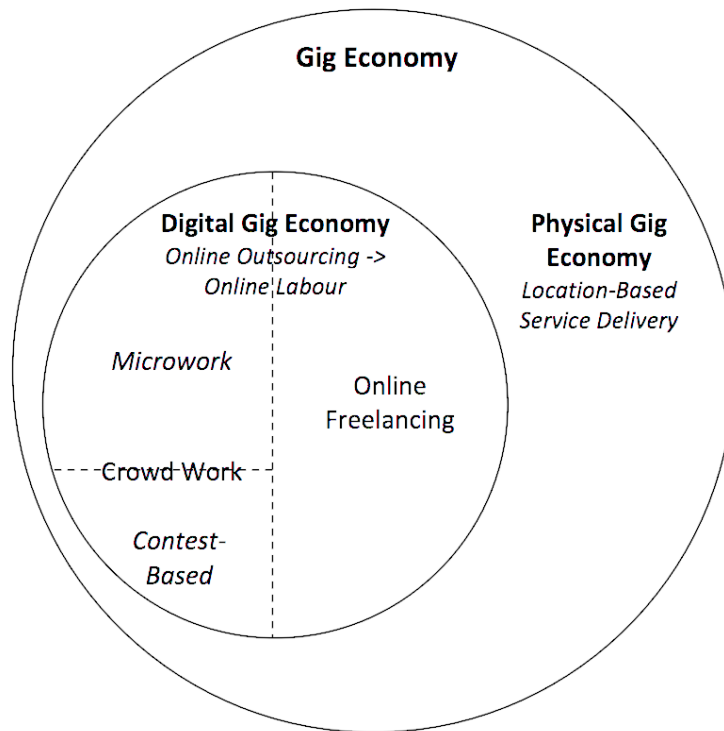 Gig Economy
Digital Gig Economy
Online Outsourcing ->
Online Labour
Physical Gig
Economy
Location-Based
Service Delivery
Microwork
Online
Freelancing
Crowd Work
Contest-
Based